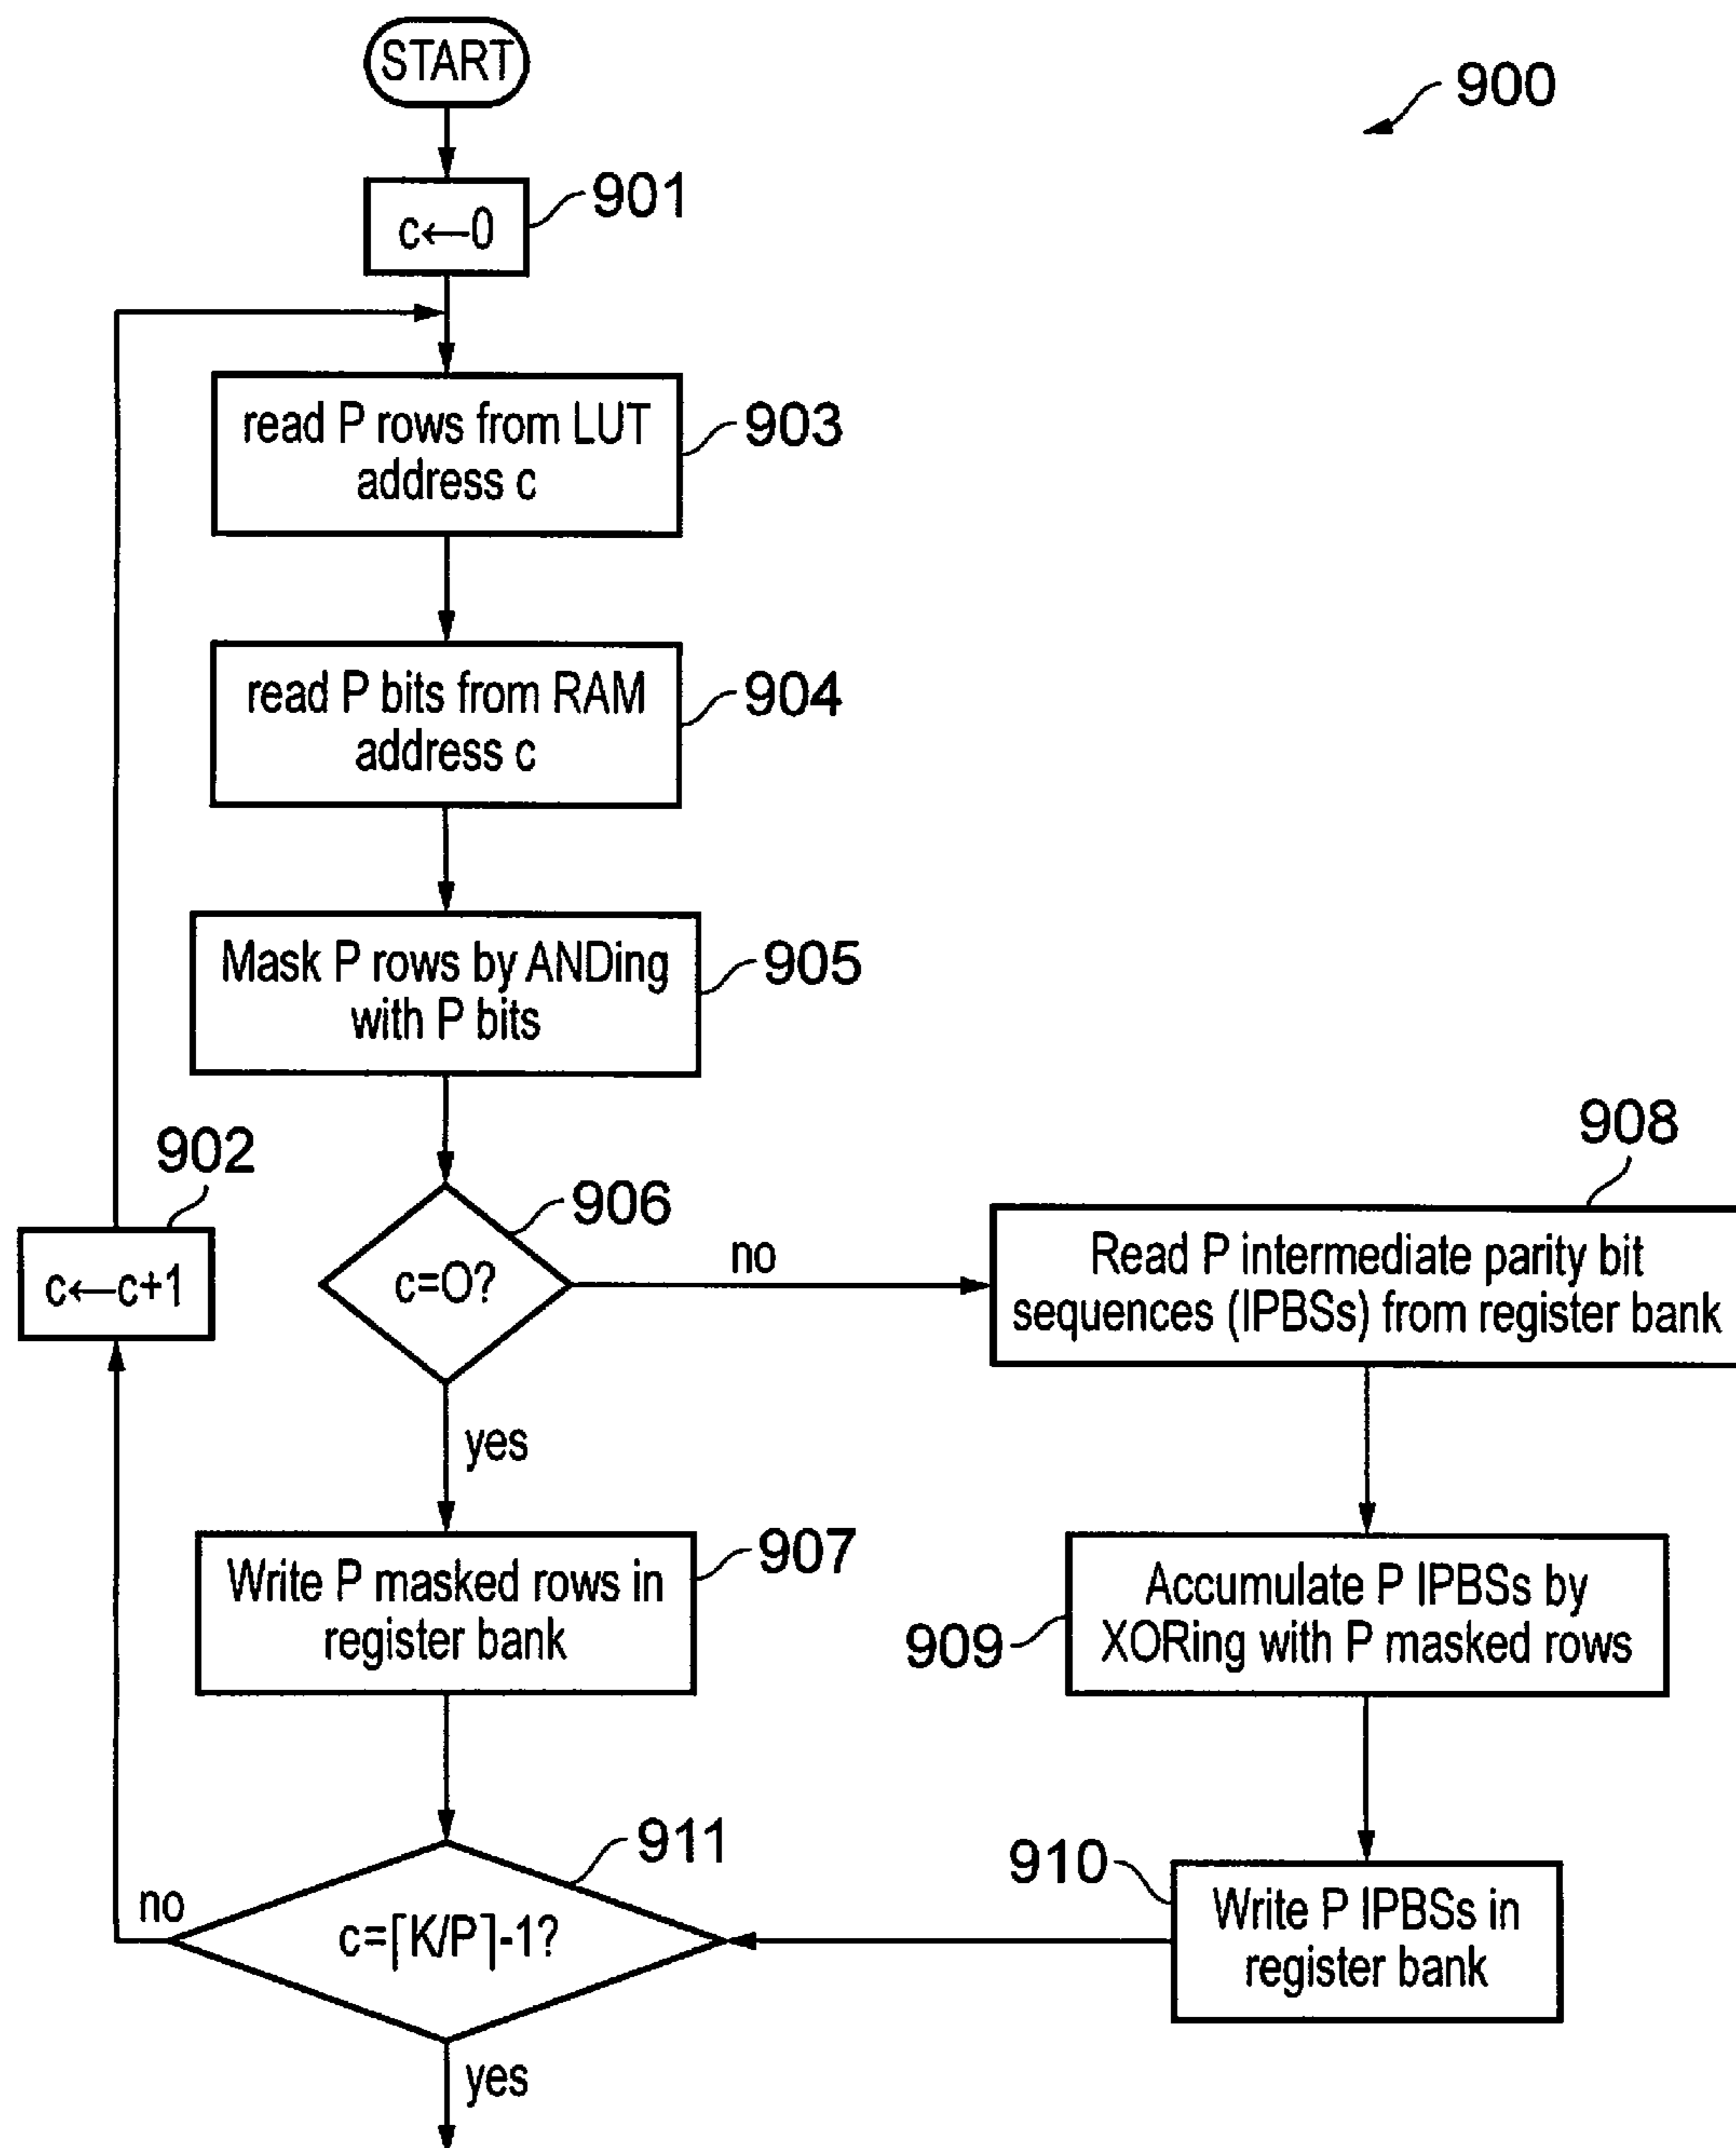 START
900
901
c←0
903
read P rows from LUT
address c
904
read P bits from RAM
address c
905
Mask P rows by ANDing
with P bits
902
c←c+1
906
c=O?
no
908
Read P intermediate parity bit
sequences (IPBSs) from register bank
yes
907
Write P masked rows in
register bank
909
Accumulate P IPBSs by
XORing with P masked rows
911
c=⌈K/P⌉-1?
no
910
Write P IPBSs in
register bank
yes